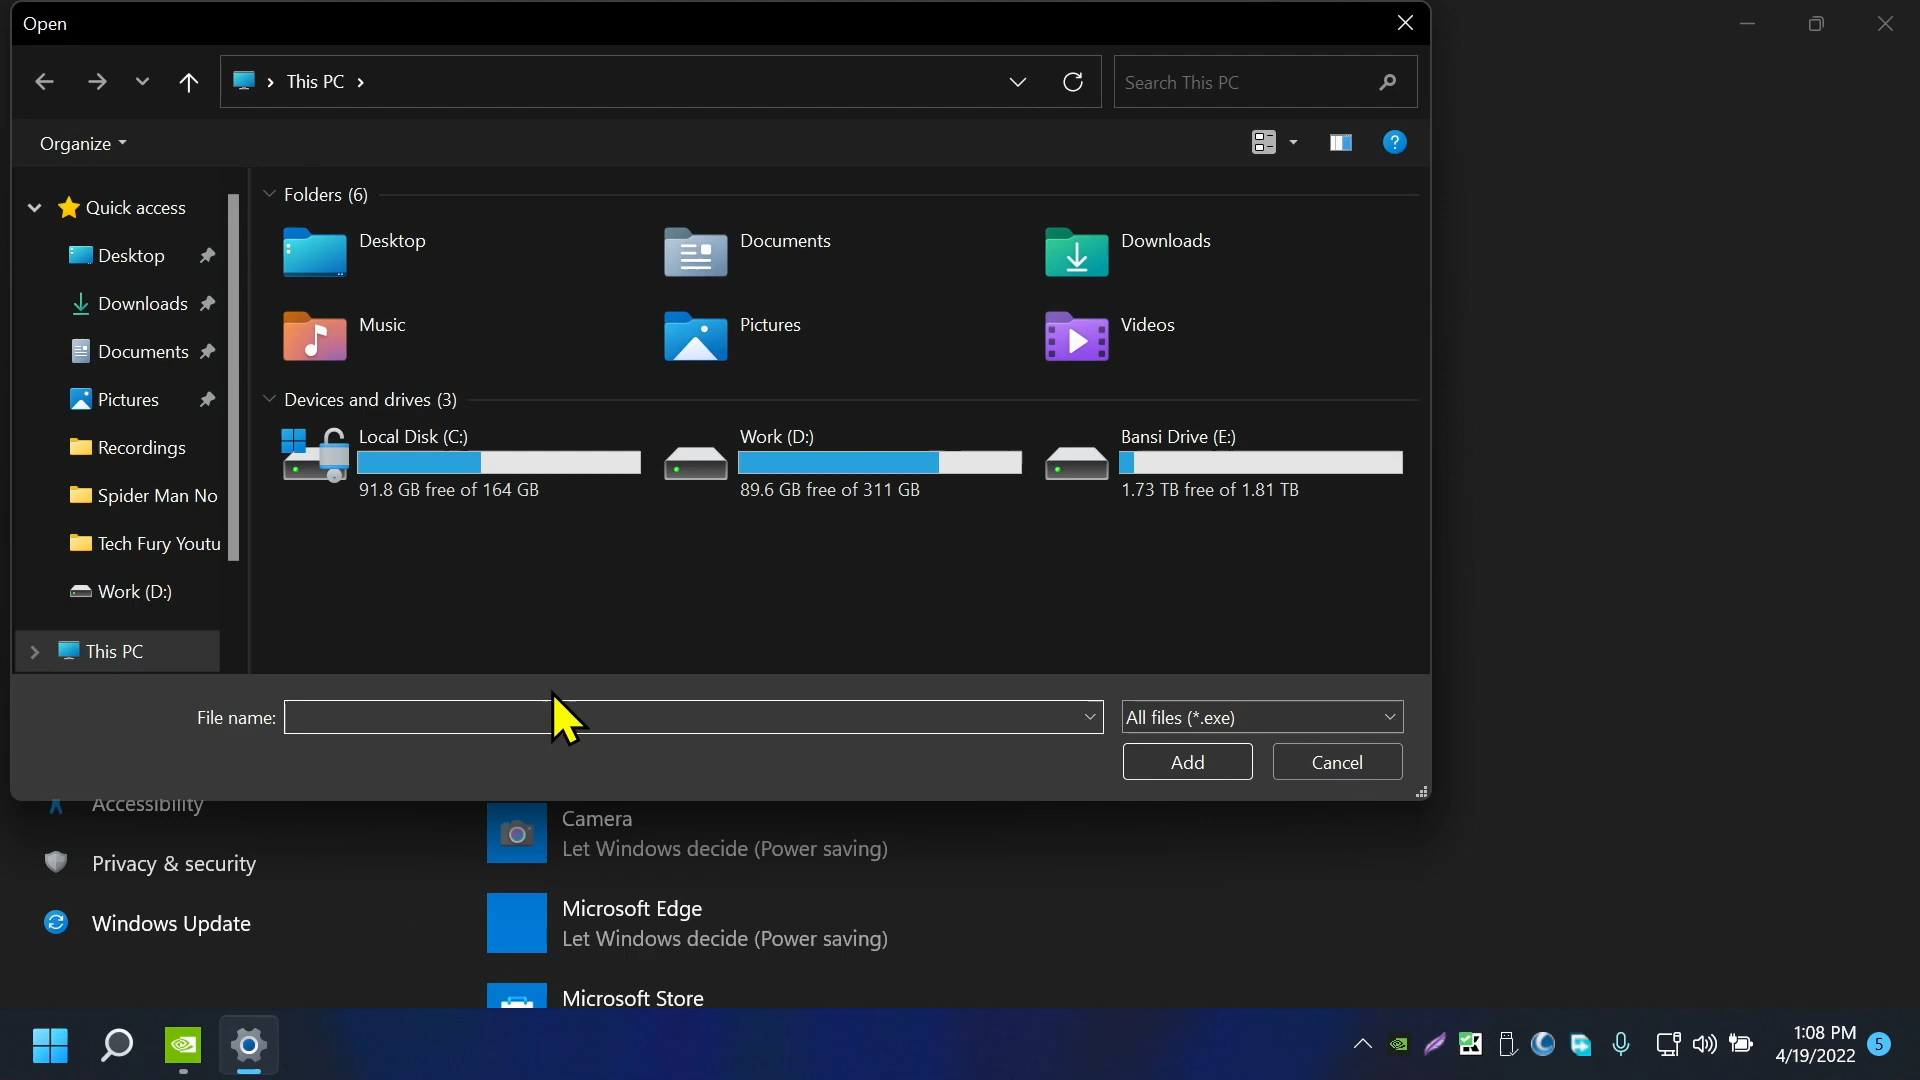 Open
This PC
Search This PC
Organize
Quick access
Desktop
Downloads
Documents
Pictures
Recordings
Spider Man No
Tech Fury Youtu
Work (D:)
This PC
Folders (6)
Desktop
Documents
Downloads
Music
Pictures
Videos
Devices and drives (3)
Local Disk (C:)
91.8 GB free of 164 GB
Work (D:)
89.6 GB free of 311 GB
Bansi Drive (E:)
1.73 TB free of 1.81 TB
File name:
All files (*.exe)
Add
Cancel
Accessibility
Privacy & security
Windows Update
Camera
Let Windows decide (Power saving)
Microsoft Edge
Let Windows decide (Power saving)
Microsoft Store
1:08 PM
4/19/2022
5